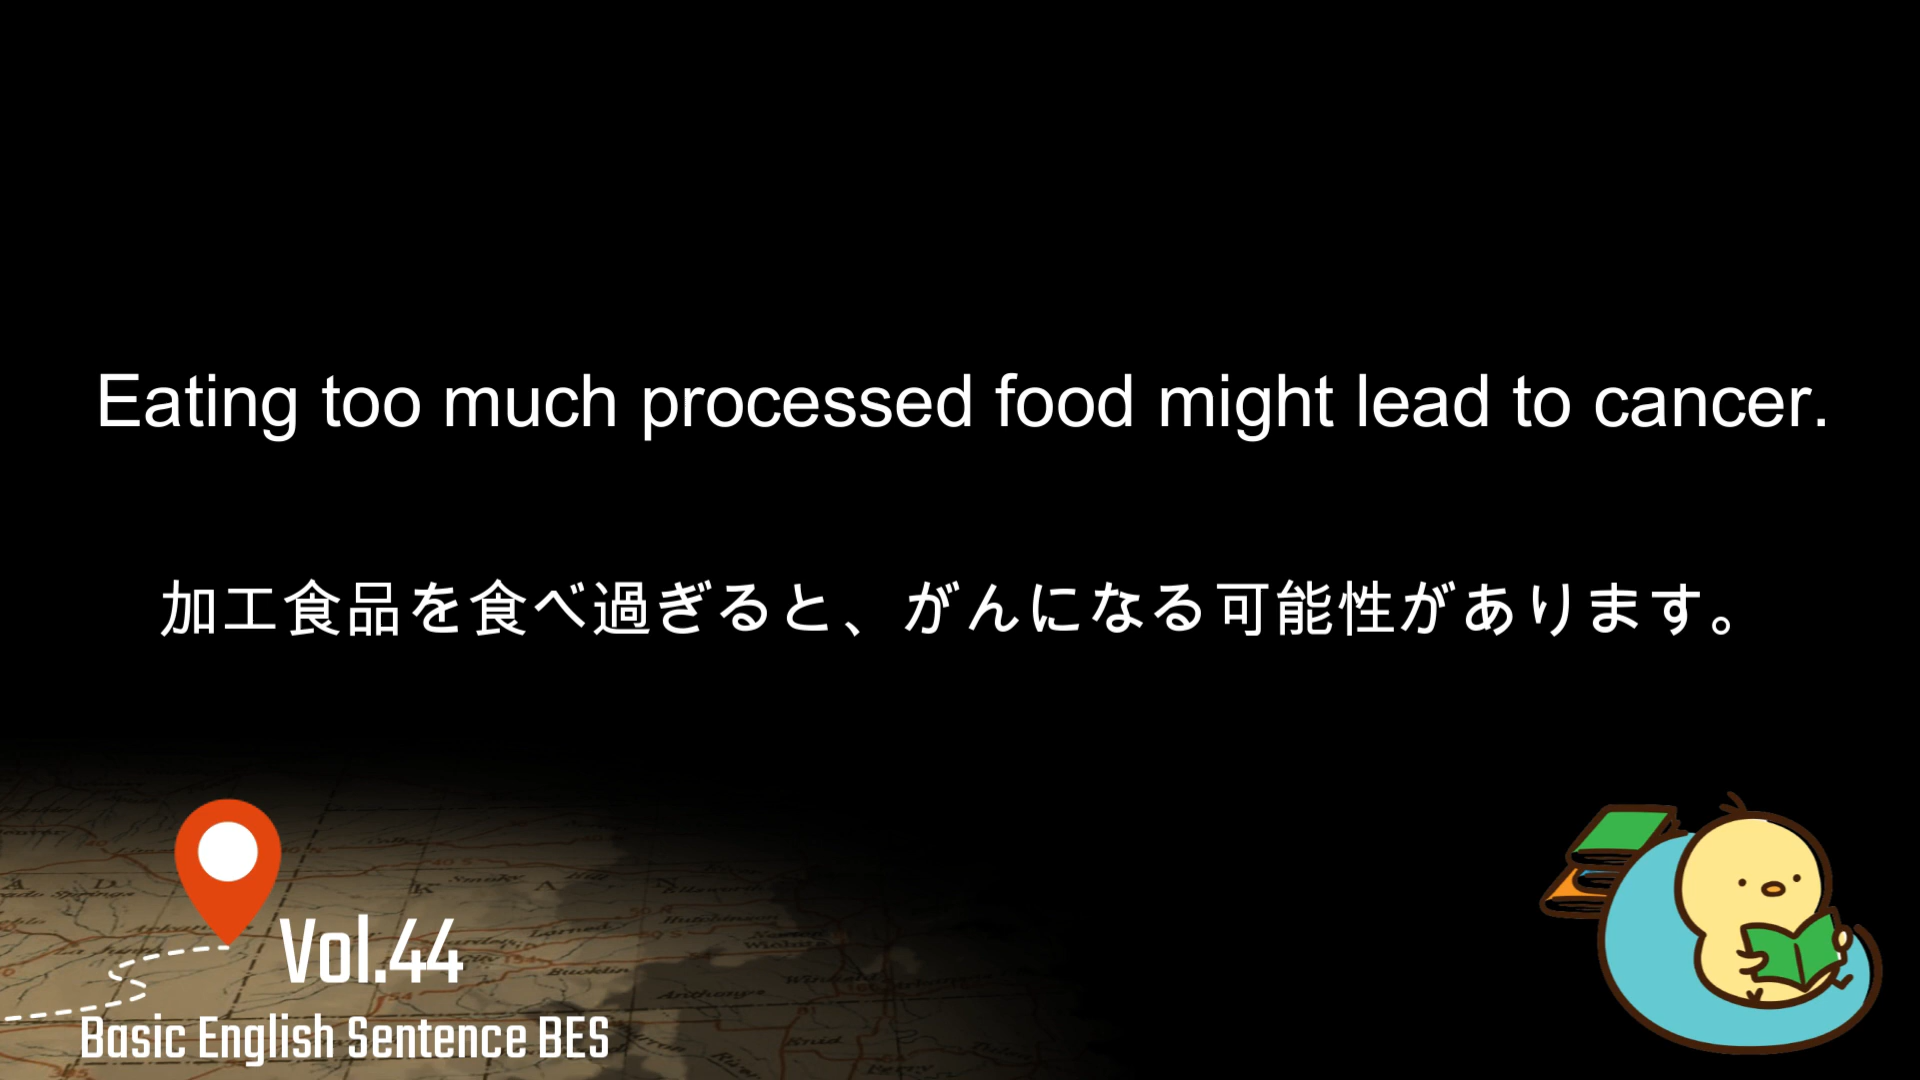 Eating too much processed food might lead to cancer.
加工食品を食べ過ぎると、がんになる可能性があります。
Vol.44
Basic English Sentence BES